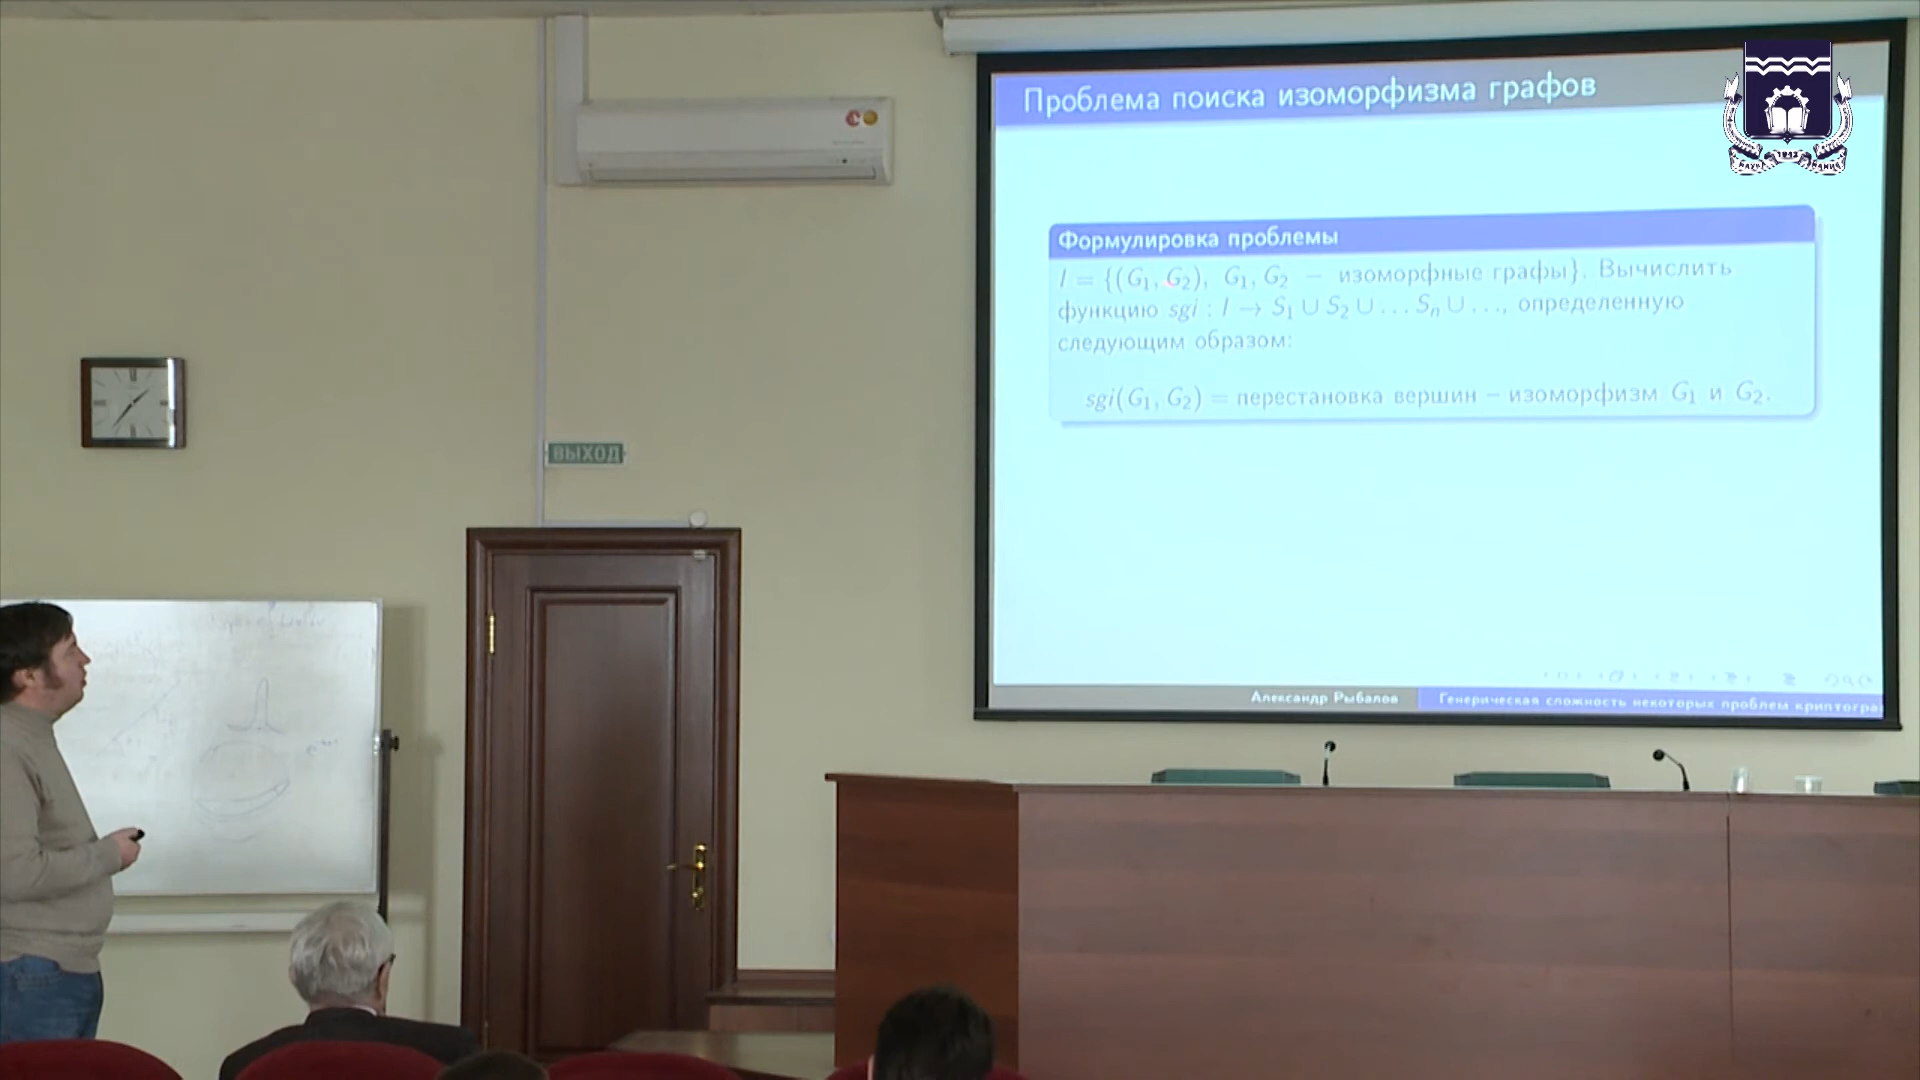 Проблема поиска изоморфизма графов
Формулировка проблемы
I = {(G₁, G₂), G₁, G₂ – изоморфные графы}. Вычислить
функцию sgi : I → S₁ ∪ S₂ ∪ … Sₙ ∪ …, определенную
следующим образом:
sgi(G₁, G₂) = перестановка вершин – изоморфизм G₁ и G₂.
Александр Рыбалов
Генерическая сложность некоторых проблем криптогра
ВЫХОД
1942